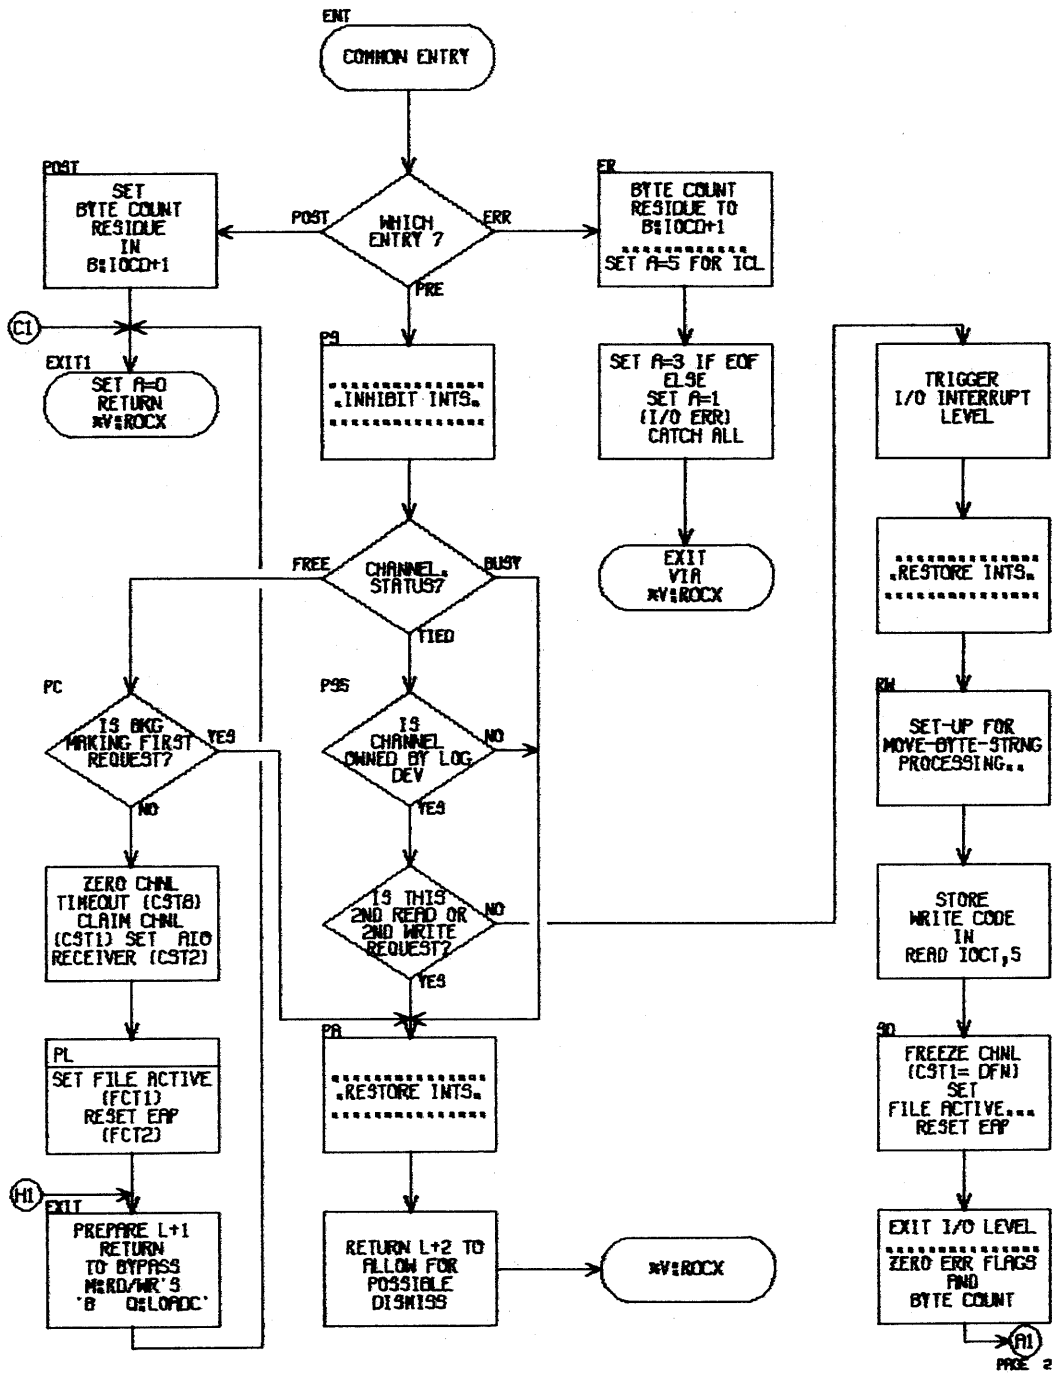 ENT
COMMON ENTRY
POST
SET
BYTE COUNT
RESIDUE
IN
B:IOCD+1
POST
WHICH
ENTRY ?
ERR
PRE
ER
BYTE COUNT
RESIDUE TO
B:IOCD+1
SET A=5 FOR ICL
C1
EXIT1
SET A=0
RETURN
*V:ROCX
PS
INHIBIT INTS.
SET A=3 IF EOF
ELSE
SET A=1
(I/O ERR)
CATCH ALL
TRIGGER
I/O INTERRUPT
LEVEL
FREE
CHANNEL
STATUS?
BUSY
TIED
EXIT
VIA
*V:ROCX
RESTORE INTS.
PC
IS BKG
MAKING FIRST
REQUEST?
YES
NO
PS5
IS
CHANNEL
OWNED BY LOG
DEV
NO
YES
RW
SET-UP FOR
MOVE-BYTE-STRNG
PROCESSING..
ZERO CHNL
TIMEOUT (CST8)
CLAIM CHNL
(CST1) SET AIO
RECEIVER (CST2)
IS THIS
2ND READ OR
2ND WRITE
REQUEST?
NO
YES
STORE
WRITE CODE
IN
READ IOCT,5
PL
SET FILE ACTIVE
(FCT1)
RESET EAP
(FCT2)
PA
RESTORE INTS.
SD
FREEZE CHNL
(CST1= DFN)
SET
FILE ACTIVE...
RESET EAP
H1
EXIT
PREPARE L+1
RETURN
TO BYPASS
M:RD/WR'S
'B Q:LOADC'
RETURN L+2 TO
ALLOW FOR
POSSIBLE
DISMISS
*V:ROCX
EXIT I/O LEVEL
ZERO ERR FLAGS
AND
BYTE COUNT
A1
PAGE 2